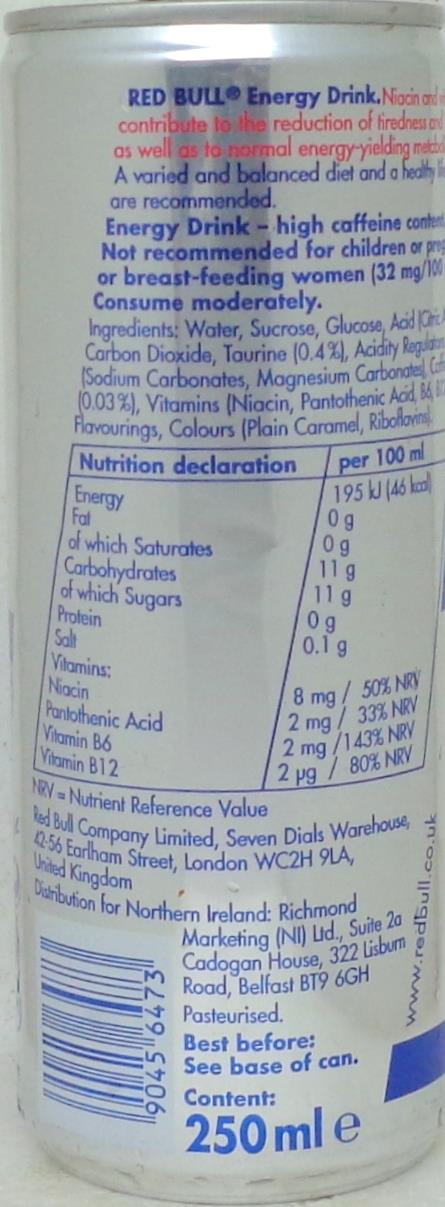 RED BULL® Energy Drink. Niacin and
contribute to the reduction of tiredness and
as well as to normal energy-yielding
A varied and balanced diet and a healthy
are recommended.
Energy Drink - high caffeine
Not recommended for children or
or breast-feeding women (32 mg/100
Consume moderately.
Ingredients: Water, Sucrose, Glucose, Acid (Citric
Carbon Dioxide, Taurine (0.4%), Acidity
(Sodium Carbonates, Magnesium Carbonates),
(0.03%), Vitamins (Niacin, Pantothenic Acid, B6,
Flavourings, Colours (Plain Caramel, Riboflavins).
Nutrition declaration per 100 ml
Energy 195 kJ (46 kcal)
Fat 0 g
of which Saturates 0 g
Carbohydrates 11 g
of which Sugars 11 g
Protein 0 g
Salt 0.1 g
Vitamins:
Niacin 8 mg / 50% NRV
Pantothenic Acid 2 mg / 33% NRV
Vitamin B6 2 mg /143% NRV
Vitamin B12 2 µg / 80% NRV
NRV = Nutrient Reference Value
Red Bull Company Limited, Seven Dials Warehouse,
42-56 Earlham Street, London WC2H 9LA,
United Kingdom
Distribution for Northern Ireland: Richmond
Marketing (NI) Ltd., Suite 2a
Cadogan House, 322 Lisburn
Road, Belfast BT9 6GH
Pasteurised.
Best before:
See base of can.
Content:
250 ml e
www.redbull.co.uk
9045 6473